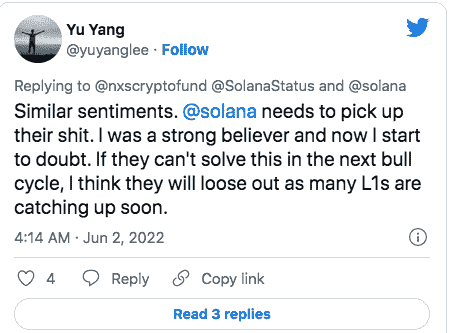 Yu Yang
@yuyanglee · Follow
Replying to @nxscryptofund @SolanaStatus and @solana
Similar sentiments. @solana needs to pick up
their shit. I was a strong believer and now I start
to doubt. If they can't solve this in the next bull
cycle, I think they will loose out as many L1s are
catching up soon.
4:14 AM · Jun 2, 2022
4 Reply Copy link
Read 3 replies